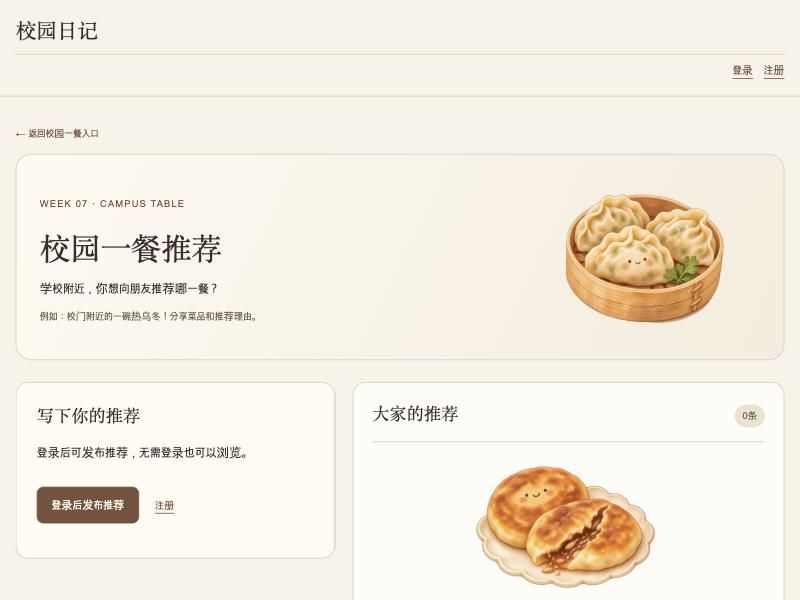 校园日记
登录 注册
← 返回校园一餐入口
WEEK 07 · CAMPUS TABLE
校园一餐推荐
学校附近，你想向朋友推荐哪一餐？
例如：校门附近的一碗热乌冬！分享菜品和推荐理由。
写下你的推荐
登录后可发布推荐，无需登录也可以浏览。
登录后发布推荐 注册
大家的推荐
0条